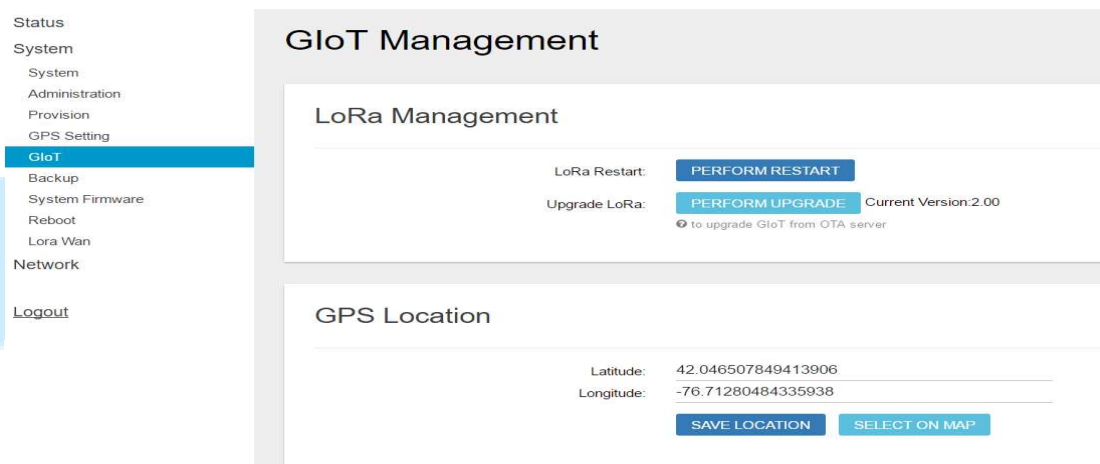 Status
System
System
Administration
Provision
GPS Setting
GIoT
Backup
System Firmware
Reboot
Lora Wan
Network
Logout
GIoT Management
LoRa Management
LoRa Restart: PERFORM RESTART
Upgrade LoRa: PERFORM UPGRADE Current Version:2.00
to upgrade GIoT from OTA server
GPS Location
Latitude: 42.046507849413906
Longitude: -76.71280484335938
SAVE LOCATION SELECT ON MAP